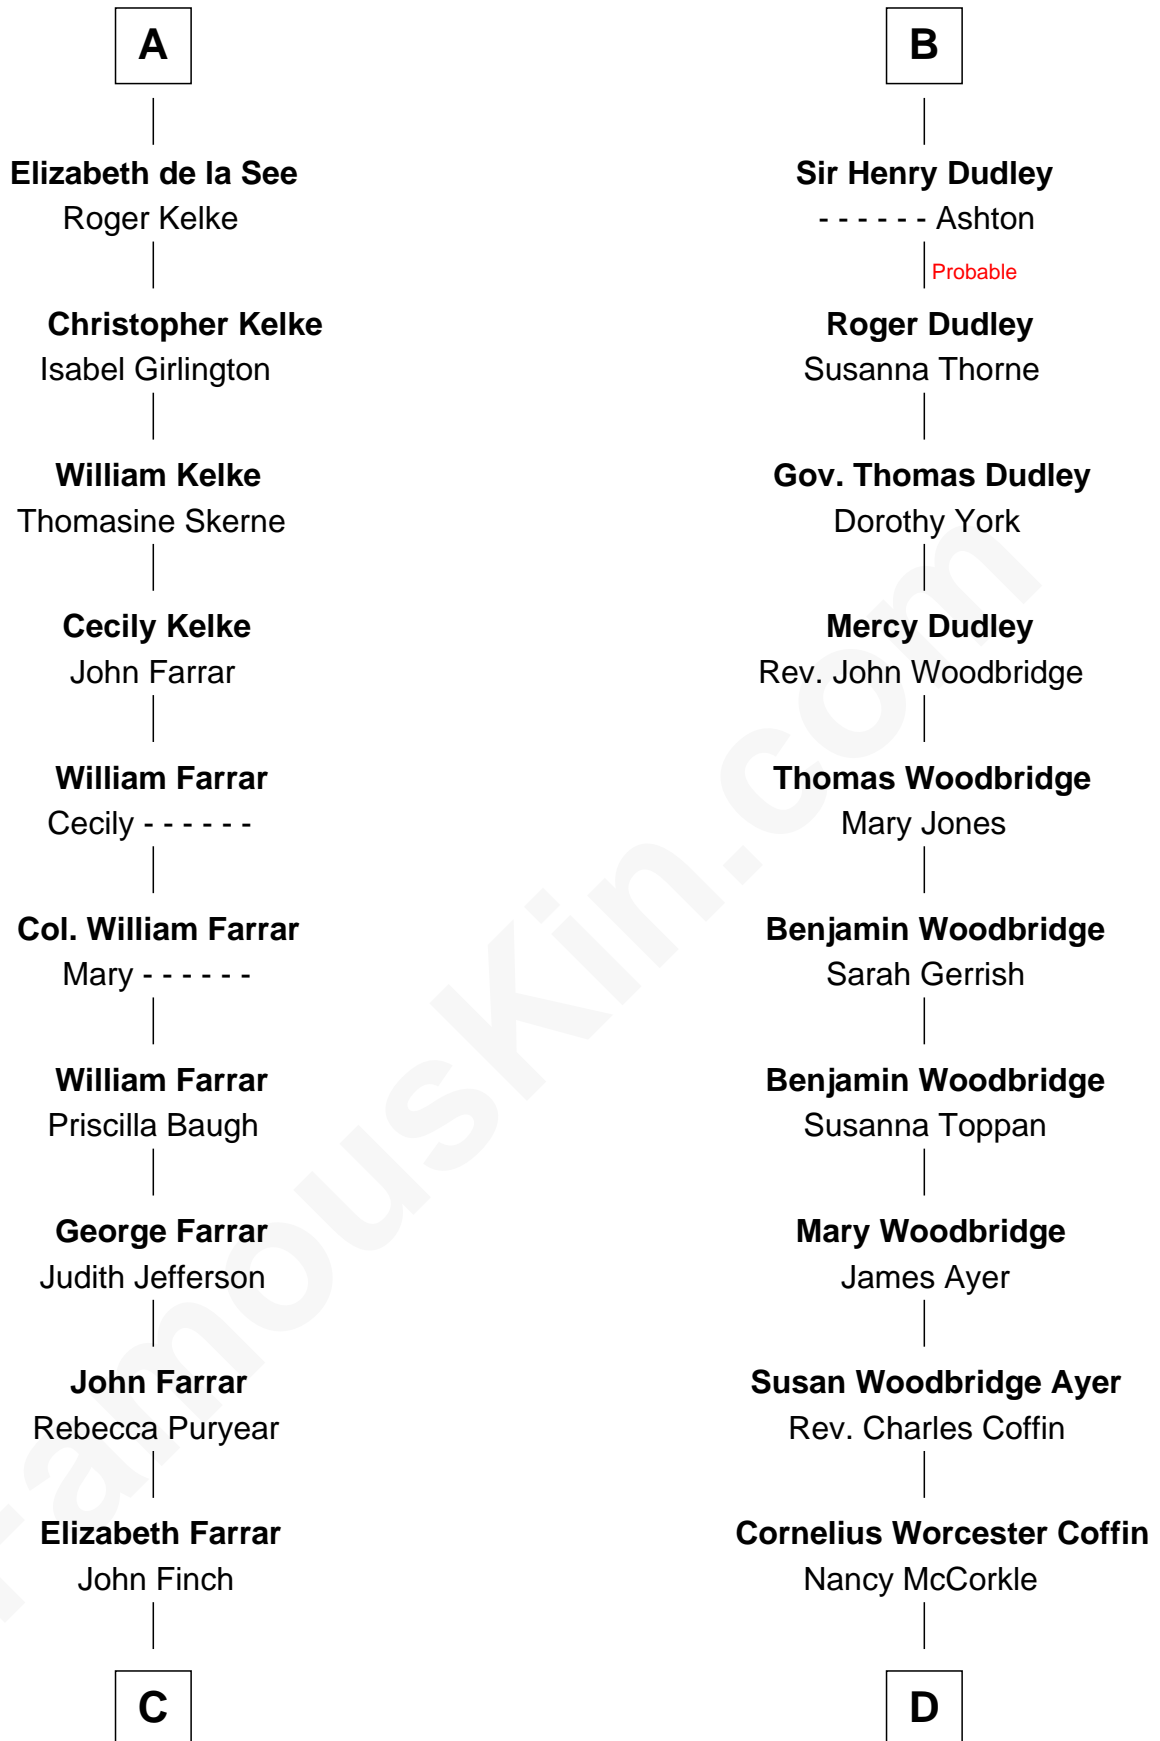 A
Elizabeth de la See
Roger Kelke
Christopher Kelke
Isabel Girlington
William Kelke
Thomasine Skerne
Cecily Kelke
John Farrar
William Farrar
Cecily - - - - - -
Col. William Farrar
Mary - - - - - -
William Farrar
Priscilla Baugh
George Farrar
Judith Jefferson
John Farrar
Rebecca Puryear
Elizabeth Farrar
John Finch
C
B
Sir Henry Dudley
- - - - - - Ashton
Probable
Roger Dudley
Susanna Thorne
Gov. Thomas Dudley
Dorothy York
Mercy Dudley
Rev. John Woodbridge
Thomas Woodbridge
Mary Jones
Benjamin Woodbridge
Sarah Gerrish
Benjamin Woodbridge
Susanna Toppan
Mary Woodbridge
James Ayer
Susan Woodbridge Ayer
Rev. Charles Coffin
Cornelius Worcester Coffin
Nancy McCorkle
D
FamousKin.com